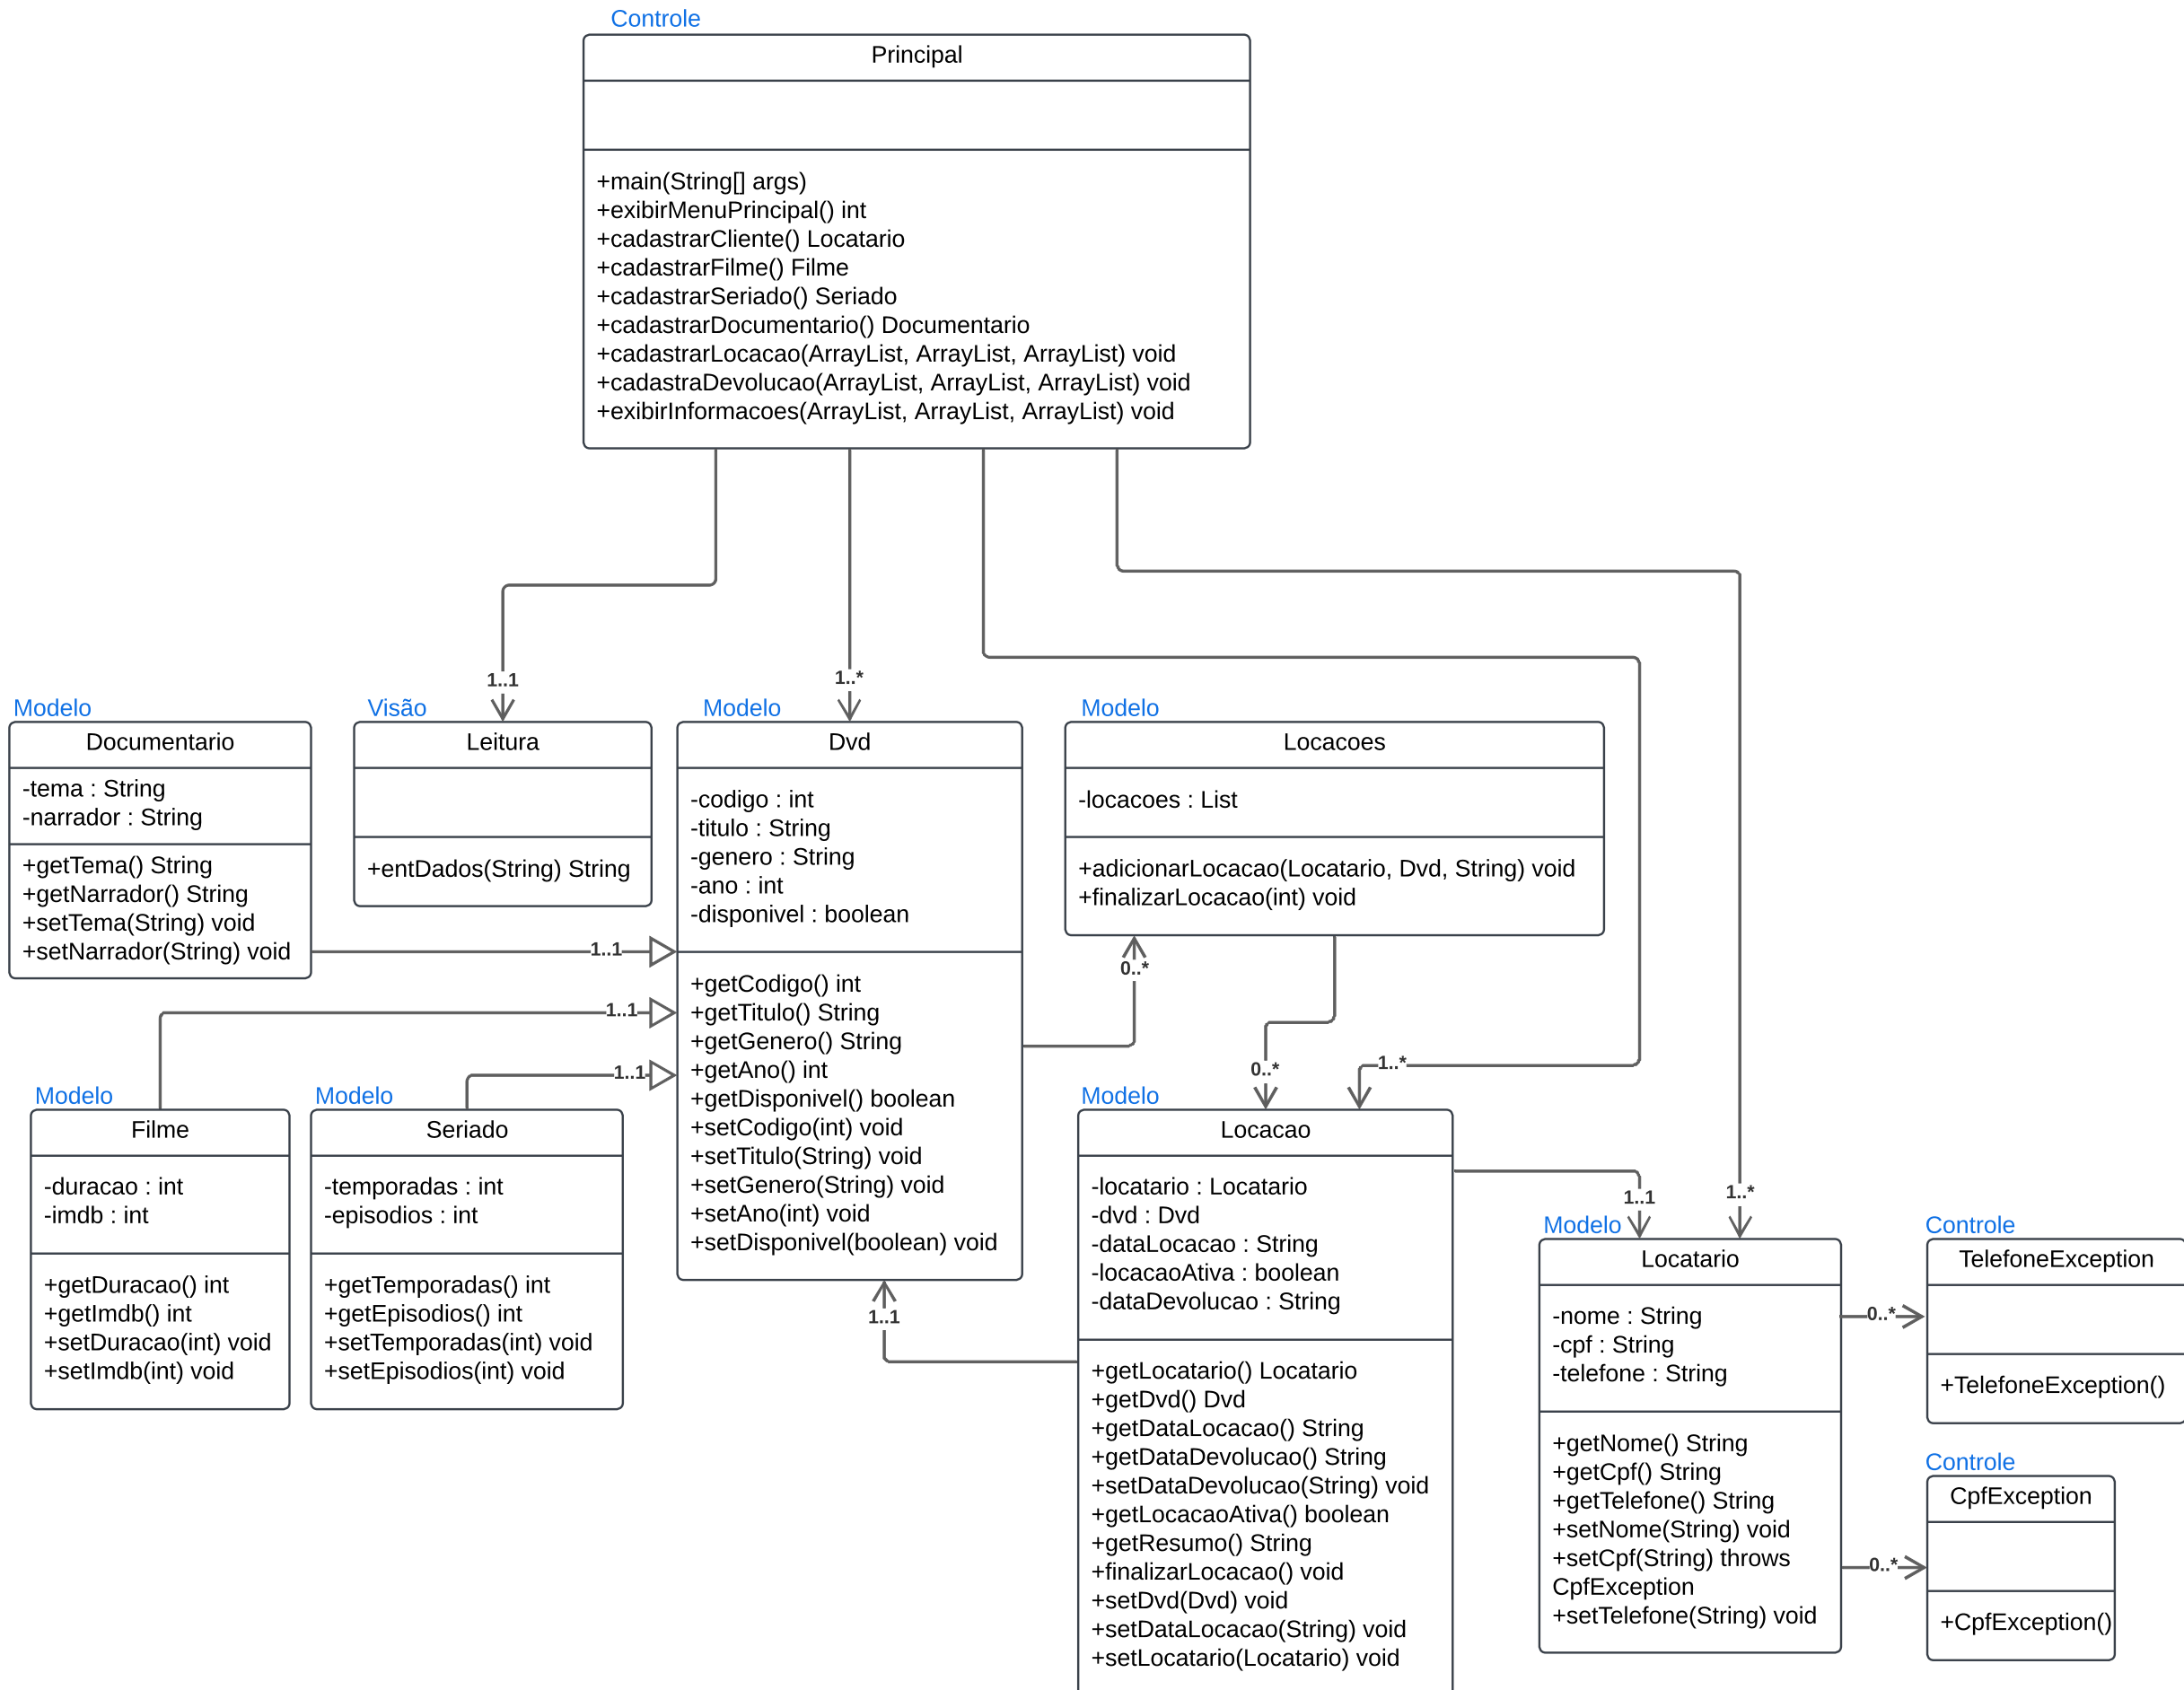 Controle
Principal
+main(String[] args)
+exibirMenuPrincipal() int
+cadastrarCliente() Locatario
+cadastrarFilme() Filme
+cadastrarSeriado() Seriado
+cadastrarDocumentario() Documentario
+cadastrarLocacao(ArrayList, ArrayList, ArrayList) void
+cadastraDevolucao(ArrayList, ArrayList, ArrayList) void
+exibirInformacoes(ArrayList, ArrayList, ArrayList) void
1..1
1..*
Modelo
Documentario
-tema : String
-narrador : String
+getTema() String
+getNarrador() String
+setTema(String) void
+setNarrador(String) void
1..1
Visão
Leitura
+entDados(String) String
Modelo
Dvd
-codigo : int
-titulo : String
-genero : String
-ano : int
-disponivel : boolean
+getCodigo() int
+getTitulo() String
+getGenero() String
+getAno() int
+getDisponivel() boolean
+setCodigo(int) void
+setTitulo(String) void
+setGenero(String) void
+setAno(int) void
+setDisponivel(boolean) void
Modelo
Locacoes
-locacoes : List
+adicionarLocacao(Locatario, Dvd, String) void
+finalizarLocacao(int) void
0..*
0..*
1..*
1..1
1..1
Modelo
Filme
-duracao : int
-imdb : int
+getDuracao() int
+getImdb() int
+setDuracao(int) void
+setImdb(int) void
Modelo
Seriado
-temporadas : int
-episodios : int
+getTemporadas() int
+getEpisodios() int
+setTemporadas(int) void
+setEpisodios(int) void
1..1
Modelo
Locacao
-locatario : Locatario
-dvd : Dvd
-dataLocacao : String
-locacaoAtiva : boolean
-dataDevolucao : String
+getLocatario() Locatario
+getDvd() Dvd
+getDataLocacao() String
+getDataDevolucao() String
+setDataDevolucao(String) void
+getLocacaoAtiva() boolean
+getResumo() String
+finalizarLocacao() void
+setDvd(Dvd) void
+setDataLocacao(String) void
+setLocatario(Locatario) void
1..1
1..*
Modelo
Locatario
-nome : String
-cpf : String
-telefone : String
+getNome() String
+getCpf() String
+getTelefone() String
+setNome(String) void
+setCpf(String) throws
CpfException
+setTelefone(String) void
0..*
0..*
Controle
TelefoneException
+TelefoneException()
Controle
CpfException
+CpfException()